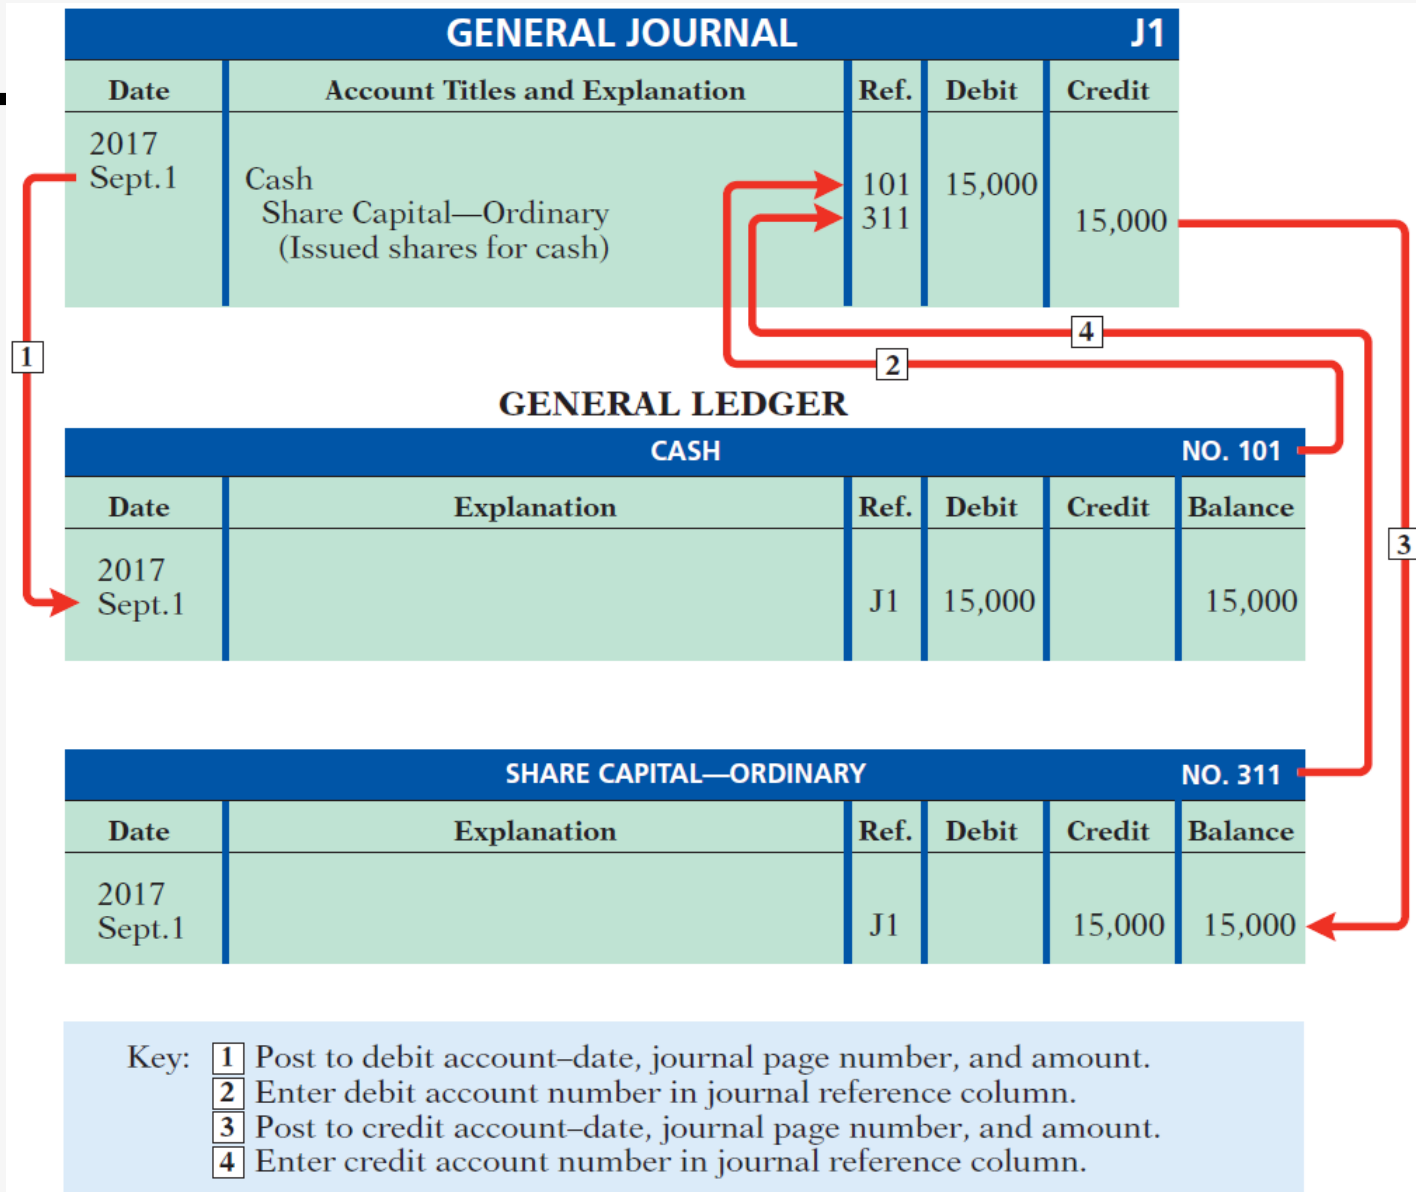 GENERAL JOURNAL J1
Date Account Titles and Explanation Ref. Debit Credit
2017
Sept.1 Cash 101 15,000
Share Capital—Ordinary 311 15,000
(Issued shares for cash)
4
1 2
GENERAL LEDGER
CASH NO. 101
Date Explanation Ref. Debit Credit Balance
3
2017
Sept.1 J1 15,000 15,000
SHARE CAPITAL—ORDINARY NO. 311
Date Explanation Ref. Debit Credit Balance
2017
Sept.1 J1 15,000 15,000
Key: 1 Post to debit account–date, journal page number, and amount.
2 Enter debit account number in journal reference column.
3 Post to credit account–date, journal page number, and amount.
4 Enter credit account number in journal reference column.